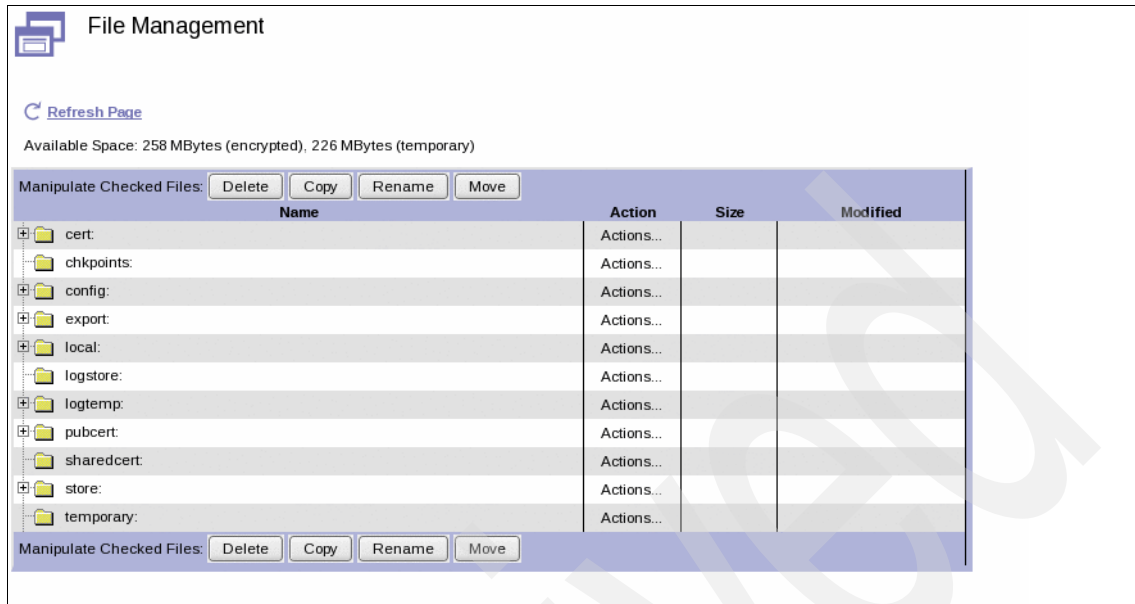 File Management
Refresh Page
Available Space: 258 MBytes (encrypted), 226 MBytes (temporary)
Manipulate Checked Files: Delete Copy Rename Move
Name Action Size Modified
cert: Actions...
chkpoints: Actions...
config: Actions...
export: Actions...
local: Actions...
logstore: Actions...
logtemp: Actions...
pubcert: Actions...
sharedcert: Actions...
store: Actions...
temporary: Actions...
Manipulate Checked Files: Delete Copy Rename Move